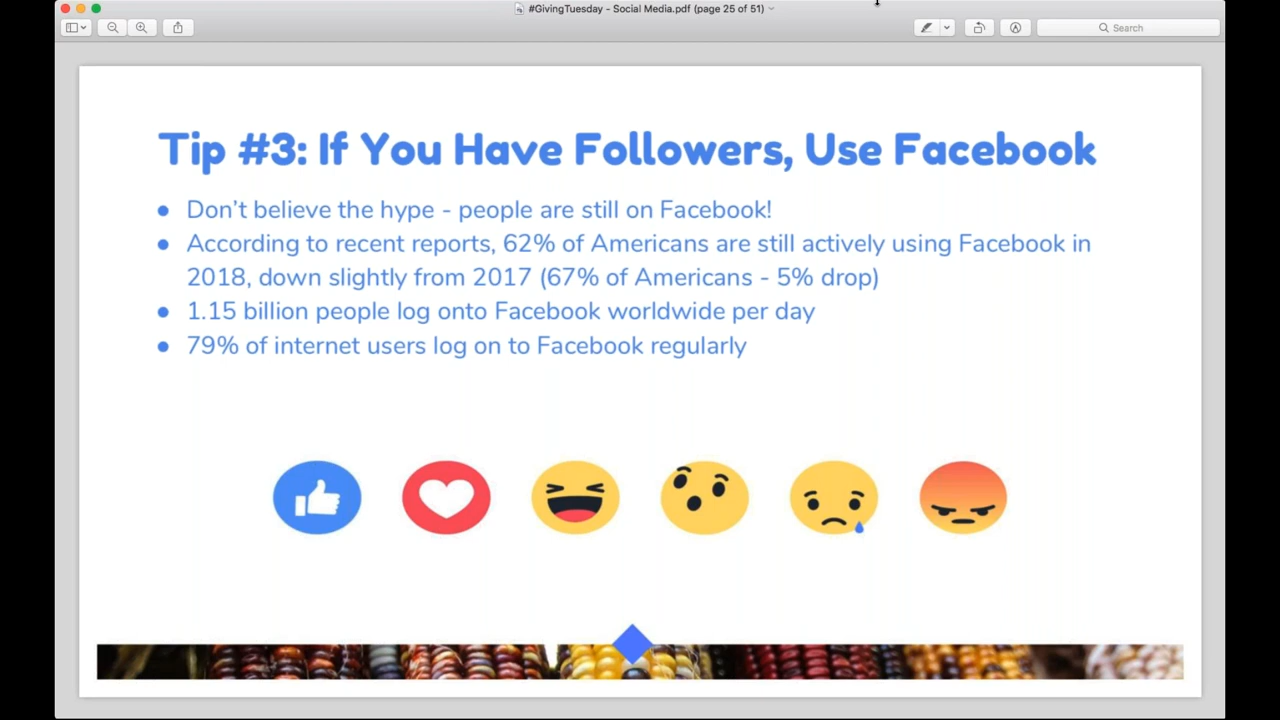 #GivingTuesday - Social Media.pdf (page 25 of 51)
Search
Tip #3: If You Have Followers, Use Facebook
● Don't believe the hype - people are still on Facebook!
● According to recent reports, 62% of Americans are still actively using Facebook in
2018, down slightly from 2017 (67% of Americans - 5% drop)
● 1.15 billion people log onto Facebook worldwide per day
● 79% of internet users log on to Facebook regularly